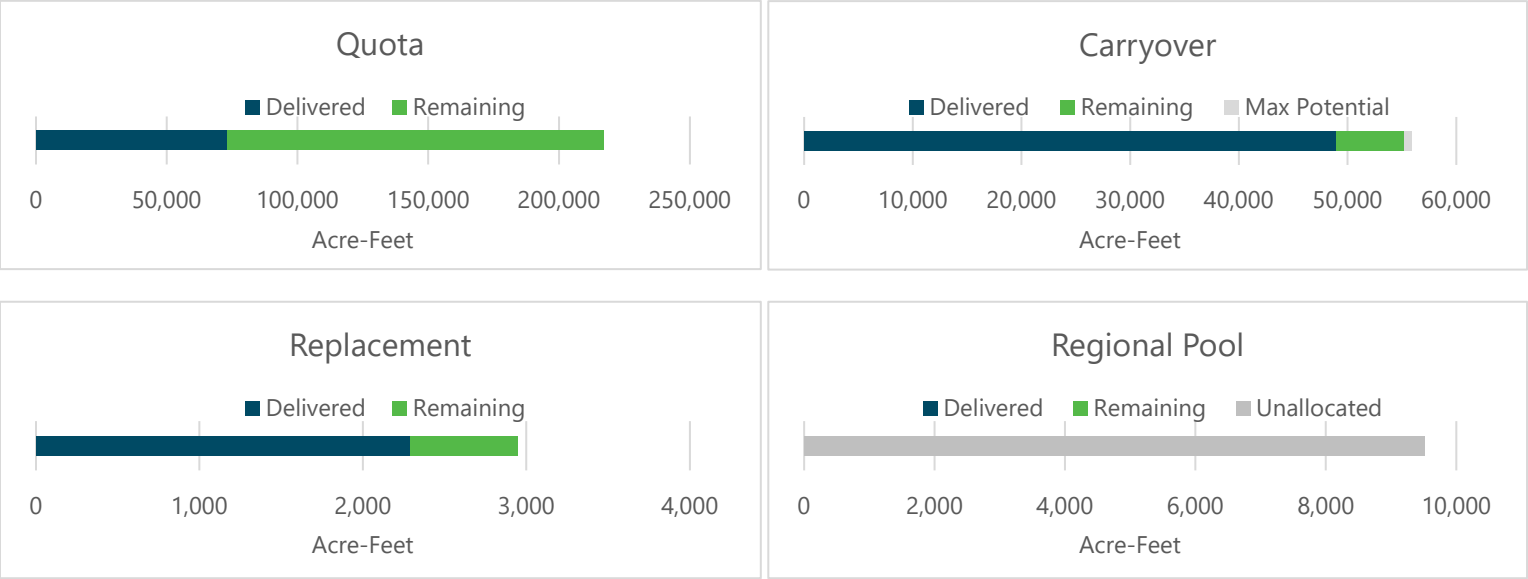 Quota
Delivered Remaining
0 50,000 100,000 150,000 200,000 250,000
Acre-Feet
Carryover
Delivered Remaining Max Potential
0 10,000 20,000 30,000 40,000 50,000 60,000
Acre-Feet
Replacement
Delivered Remaining
0 1,000 2,000 3,000 4,000
Acre-Feet
Regional Pool
Delivered Remaining Unallocated
0 2,000 4,000 6,000 8,000 10,000
Acre-Feet